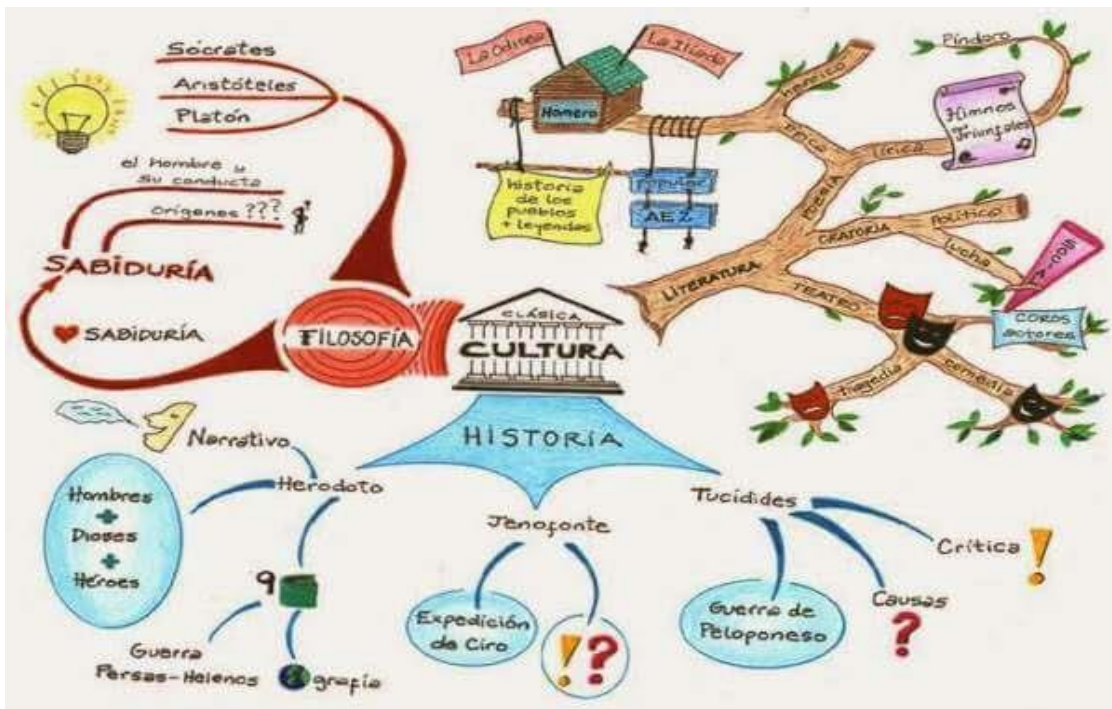 Sócrates
Aristóteles
Platón
el Hombre y
su conducta
Orígenes ???
SABIDURÍA
SABIDURÍA
FILOSOFÍA
CLÁSICA
CULTURA
La Odisea
La Ilíada
Homero
historia
de los
pueblos
+ leyendas
popular
AEZ
heroico
épica
lírica
Píndaro
Himnos
Triunfales
POESÍA
ORATORIA
Político
lucha
LITERATURA
TEATRO
COROS
actores
tragedia
comedia
HISTORIA
Narrativo
Herodoto
Hombres
+
Dioses
+
Héroes
9
Guerra
Persas-Helenos
grafía
Jenofonte
Expedición
de Ciro
!?
Tucídides
Guerra de
Peloponeso
Causas
?
Crítica !